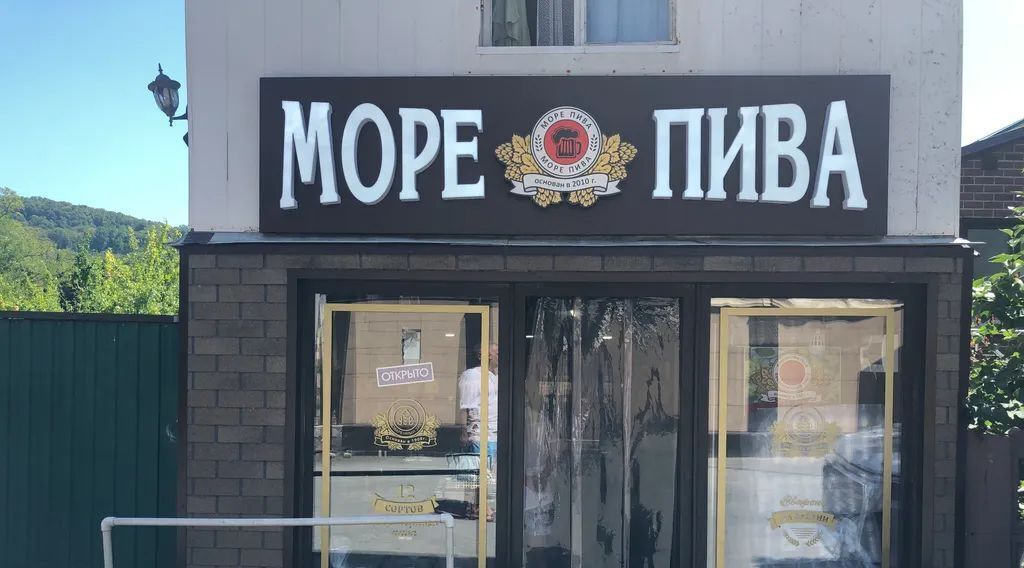 МОРЕ ПИВА
МОРЕ ПИВА
МОРЕ ПИВА
основан в 2010 г.
ОТКРЫТО
12
СОРТОВ